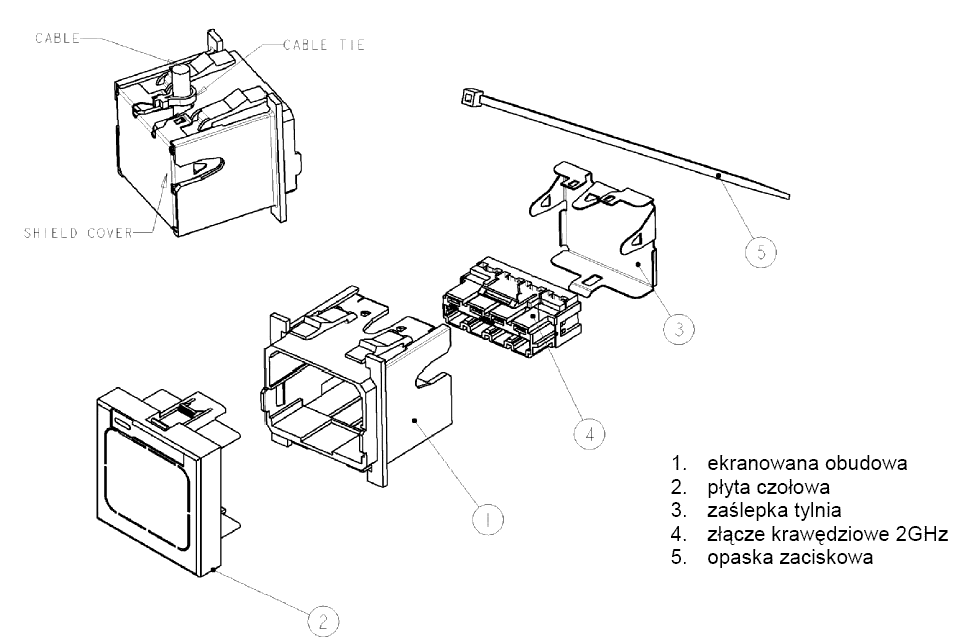 CABLE
CABLE TIE
SHIELD COVER
5
3
4
1
2
1. ekranowana obudowa
2. płyta czołowa
3. zaślepka tylnia
4. złącze krawędziowe 2GHz
5. opaska zaciskowa